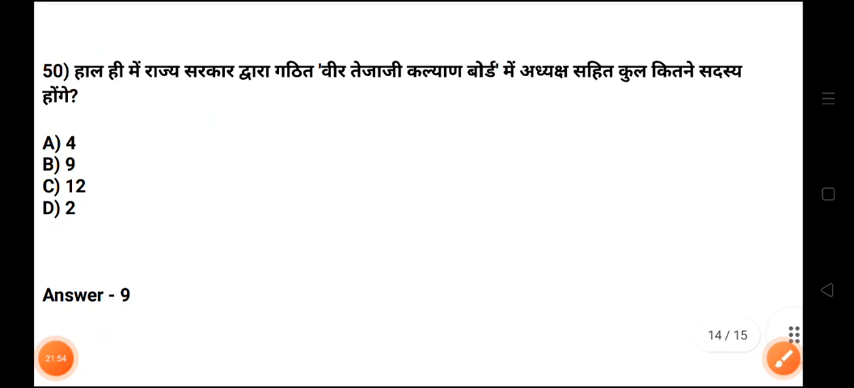 50) हाल ही में राज्य सरकार द्वारा गठित 'वीर तेजाजी कल्याण बोर्ड' में अध्यक्ष सहित कुल कितने सदस्य
होंगे?
A) 4
B) 9
C) 12
D) 2
Answer - 9
14 / 15
21:54